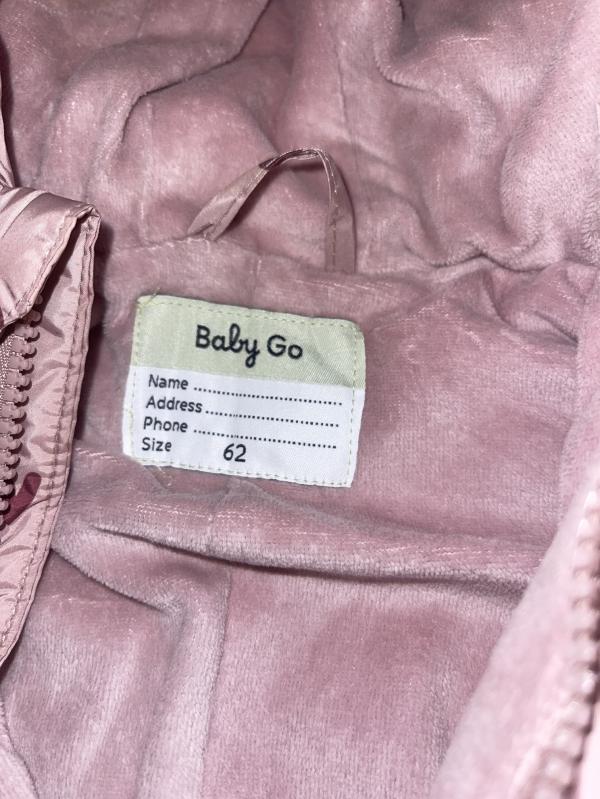 Baby Go
Name ........................................
Address ....................................
Phone ......................................
Size 62